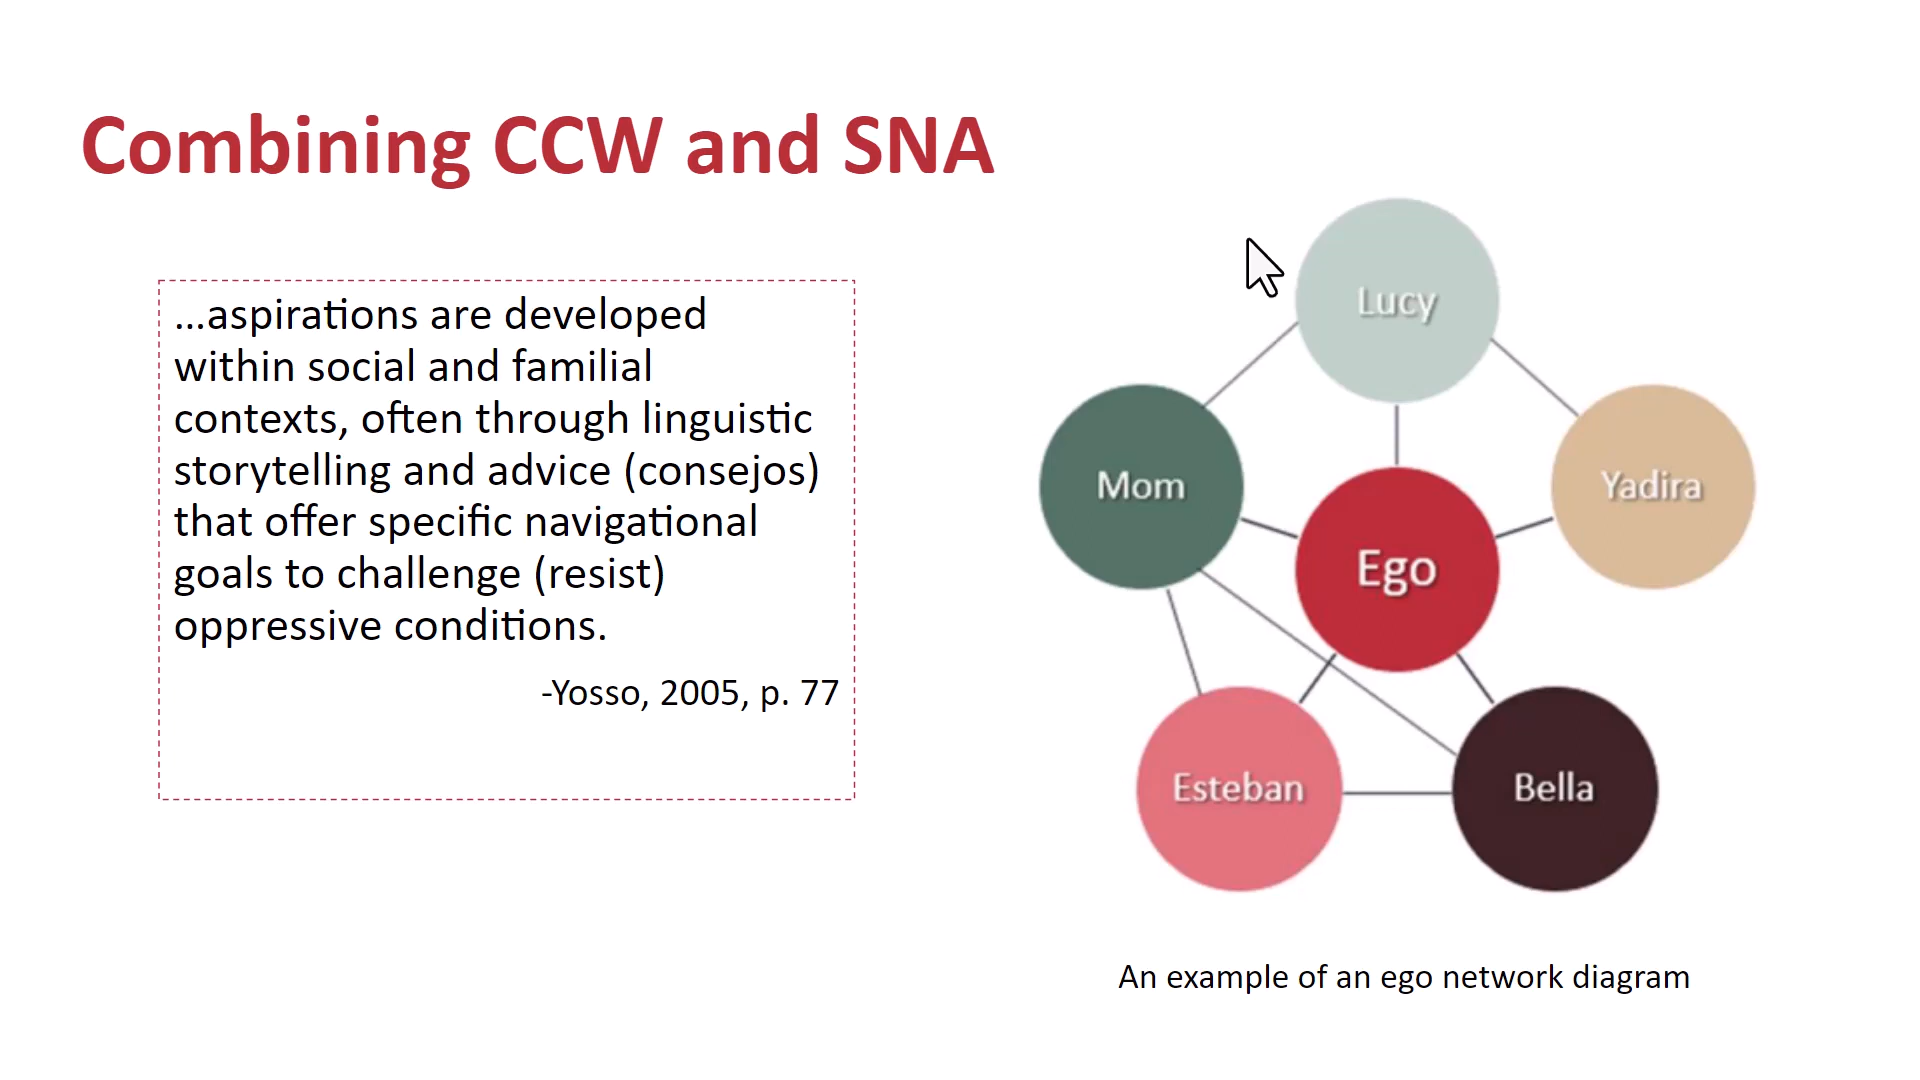 Combining CCW and SNA
...aspirations are developed
within social and familial
contexts, often through linguistic
storytelling and advice (consejos)
that offer specific navigational
goals to challenge (resist)
oppressive conditions.
-Yosso, 2005, p. 77
Lucy
Mom
Yadira
Ego
Esteban
Bella
An example of an ego network diagram